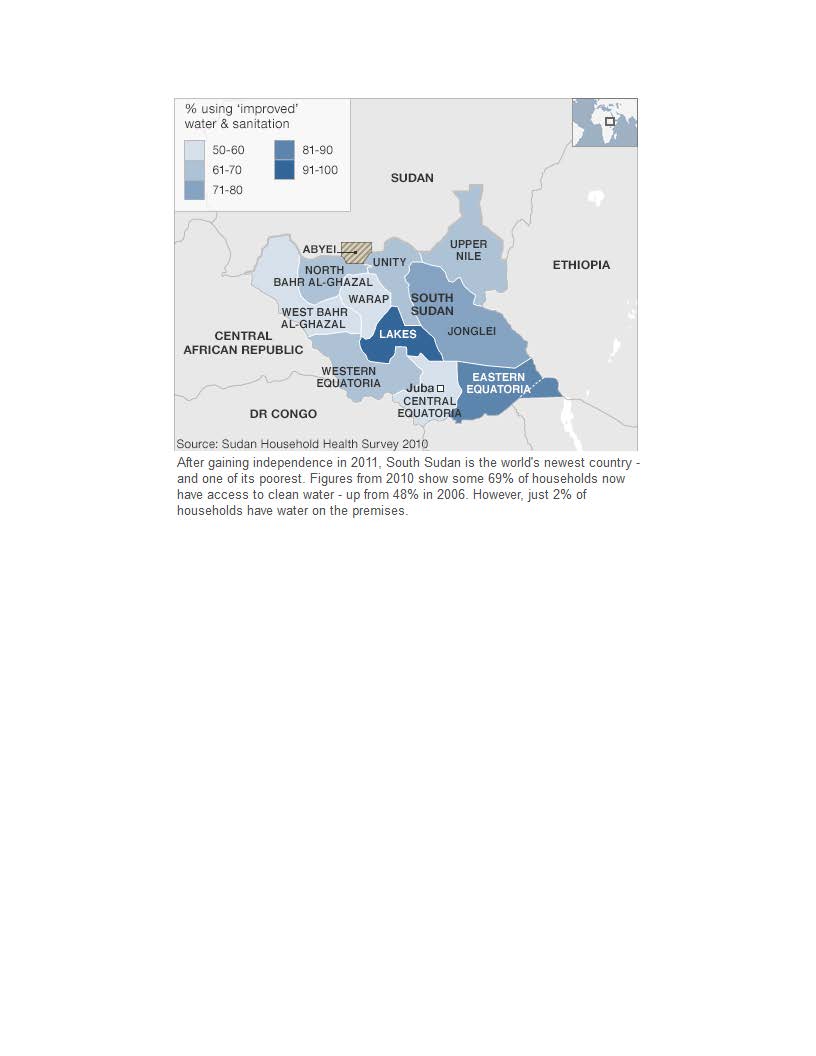 % using ‘improved’
water & sanitation
50-60
61-70
71-80
81-90
91-100
SUDAN
ABYEI
UPPER
NILE
UNITY
ETHIOPIA
NORTH
BAHR AL-GHAZAL
WARAP
SOUTH
SUDAN
WEST BAHR
AL-GHAZAL
LAKES
JONGLEI
CENTRAL
AFRICAN REPUBLIC
WESTERN
EQUATORIA
EASTERN
EQUATORIA
Juba
CENTRAL
EQUATORIA
DR CONGO
Source: Sudan Household Health Survey 2010
After gaining independence in 2011, South Sudan is the world's newest country -
and one of its poorest. Figures from 2010 show some 69% of households now
have access to clean water - up from 48% in 2006. However, just 2% of
households have water on the premises.